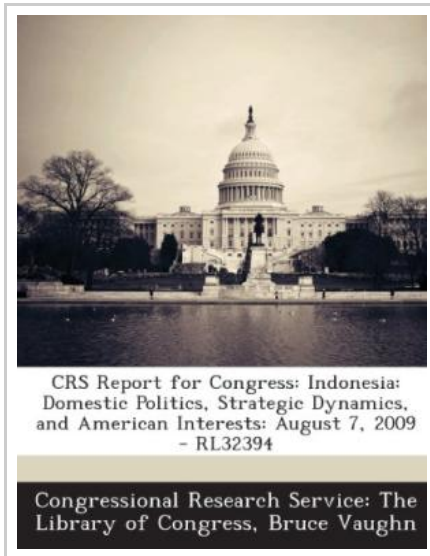 CRS Report for Congress: Indonesia:
Domestic Politics, Strategic Dynamics,
and American Interests: August 7, 2009
- RL32394
Congressional Research Service: The
Library of Congress, Bruce Vaughn